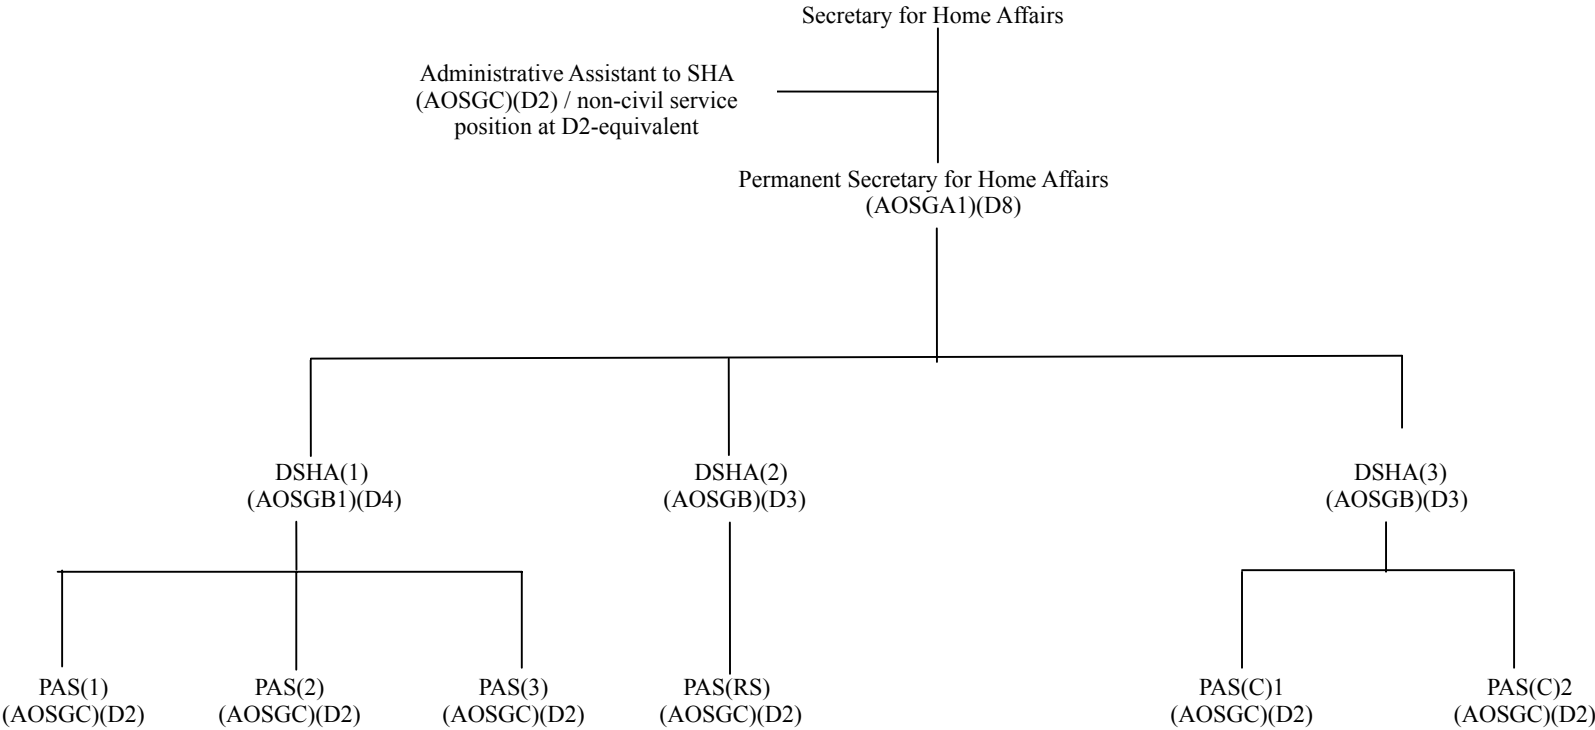 Secretary for Home Affairs
Administrative Assistant to SHA
(AOSGC)(D2) / non-civil service
position at D2-equivalent
Permanent Secretary for Home Affairs
(AOSGA1)(D8)
DSHA(1)
(AOSGB1)(D4)
DSHA(2)
(AOSGB)(D3)
DSHA(3)
(AOSGB)(D3)
PAS(1)
(AOSGC)(D2)
PAS(2)
(AOSGC)(D2)
PAS(3)
(AOSGC)(D2)
PAS(RS)
(AOSGC)(D2)
PAS(C)1
(AOSGC)(D2)
PAS(C)2
(AOSGC)(D2)